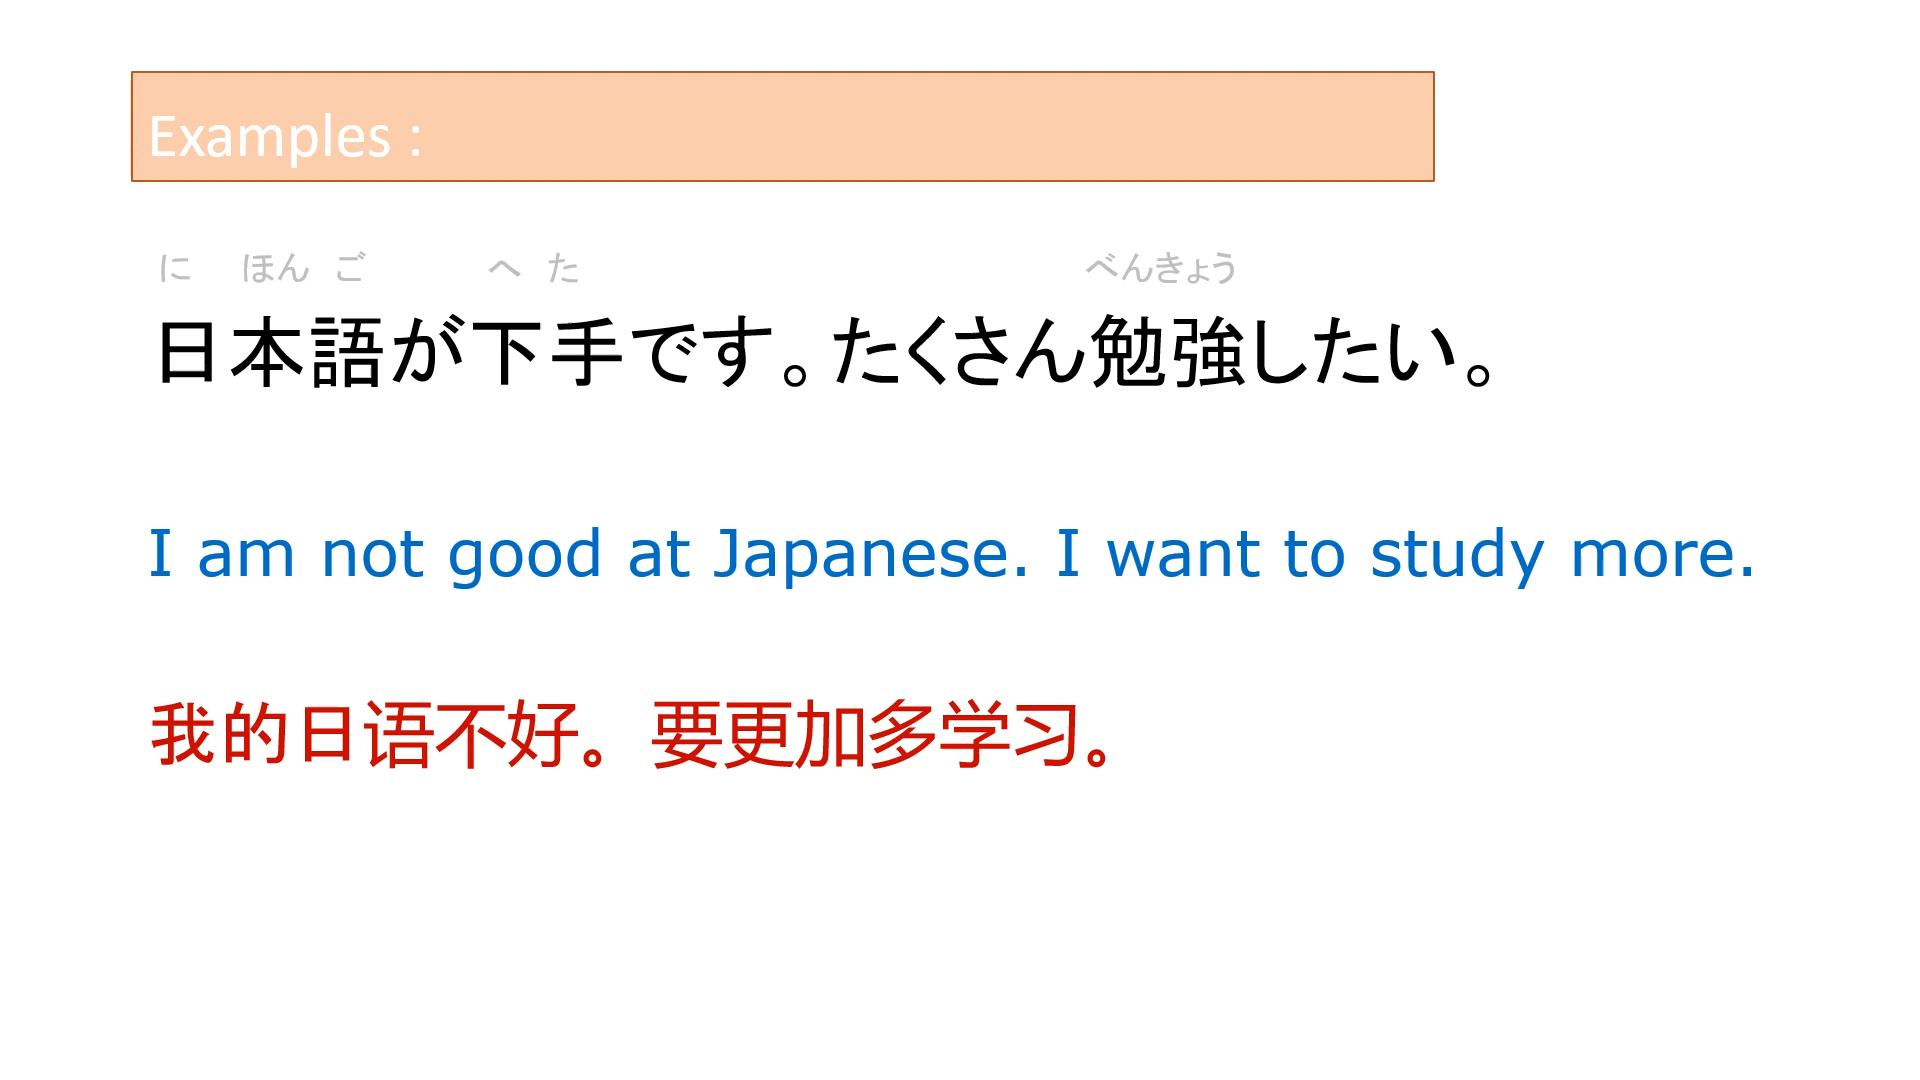 Examples :
に ほん ご へ た べんきょう
日本語が下手です。たくさん勉強したい。
I am not good at Japanese. I want to study more.
我的日语不好。要更加多学习。